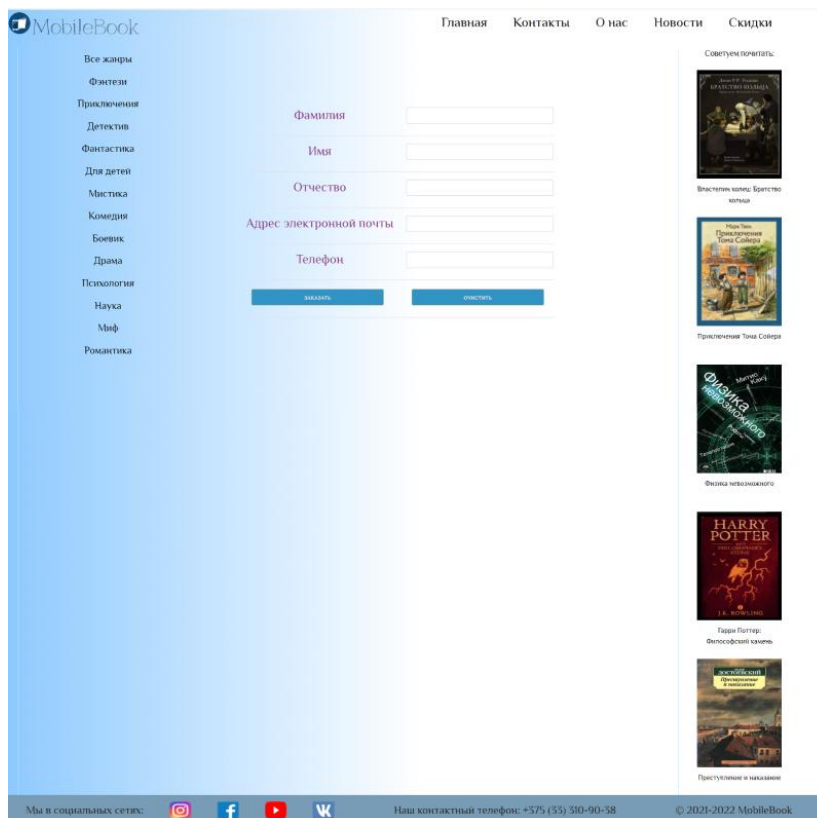 MobileBook
Главная Контакты О нас Новости Скидки
Все жанры
Фэнтези
Приключения
Детектив
Фантастика
Для детей
Мистика
Комедия
Боевик
Драма
Психология
Наука
Миф
Романтика
Фамилия
Имя
Отчество
Адрес электронной почты
Телефон
ЗАКАЗАТЬ ОЧИСТИТЬ
Советуем почитать:
БРАТСТВО КОЛЬЦА
Властелин колец: Братство
кольца
Марк Твен
Приключения
Тома Сойера
Приключения Тома Сойера
Митио
Каку
Физика
невозможного
Физика невозможного
HARRY
POTTER
J.K. ROWLING
Гарри Поттер:
Философский камень
ДОСТОЕВСКИЙ
Преступление
и наказание
Преступление и наказание
Мы в социальных сетях: Наш контактный телефон: +375 (33) 310-90-38 © 2021-2022 MobileBook